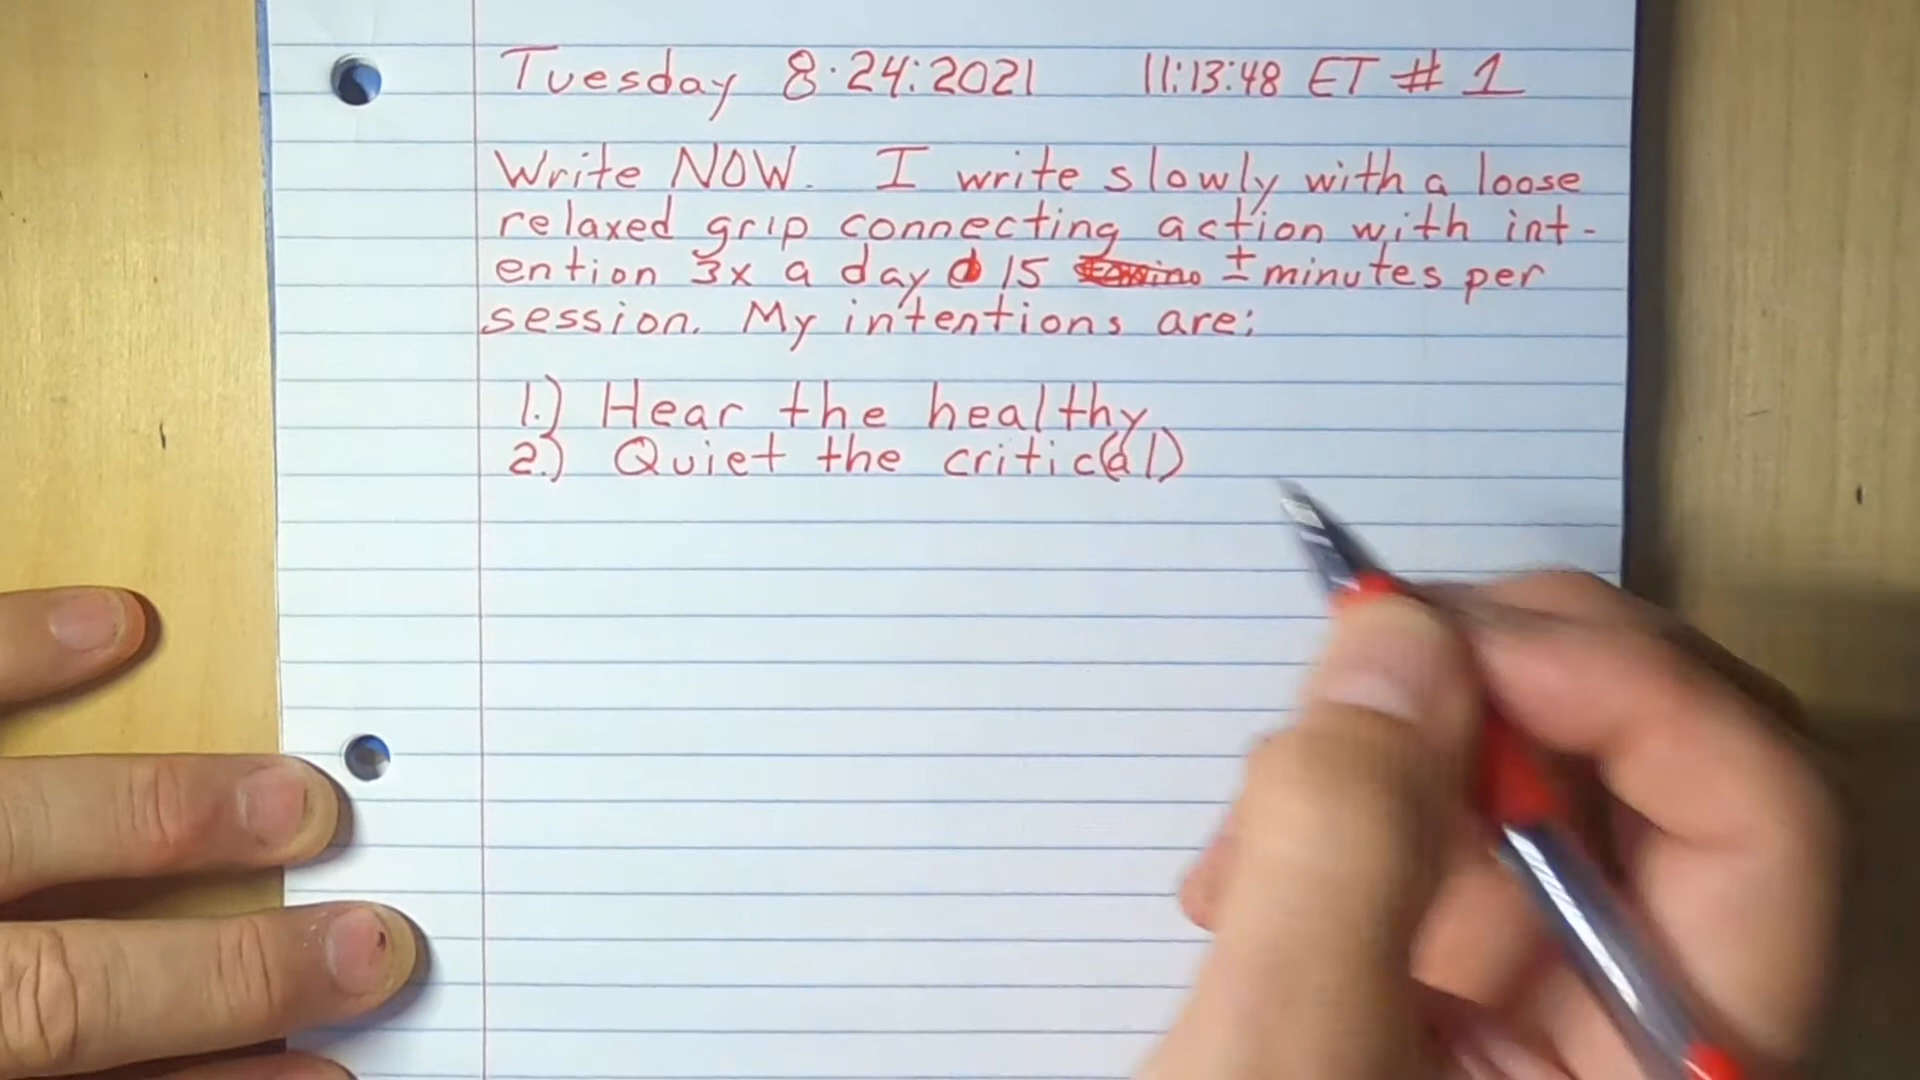 Tuesday 8·24:2021 11:13:48 ET # 1
Write NOW. I write slowly with a loose
relaxed grip connecting action with int-
ention 3x a day 15 ± minutes per
session. My intentions are:
1.) Hear the healthy
2.) Quiet the critic(al)